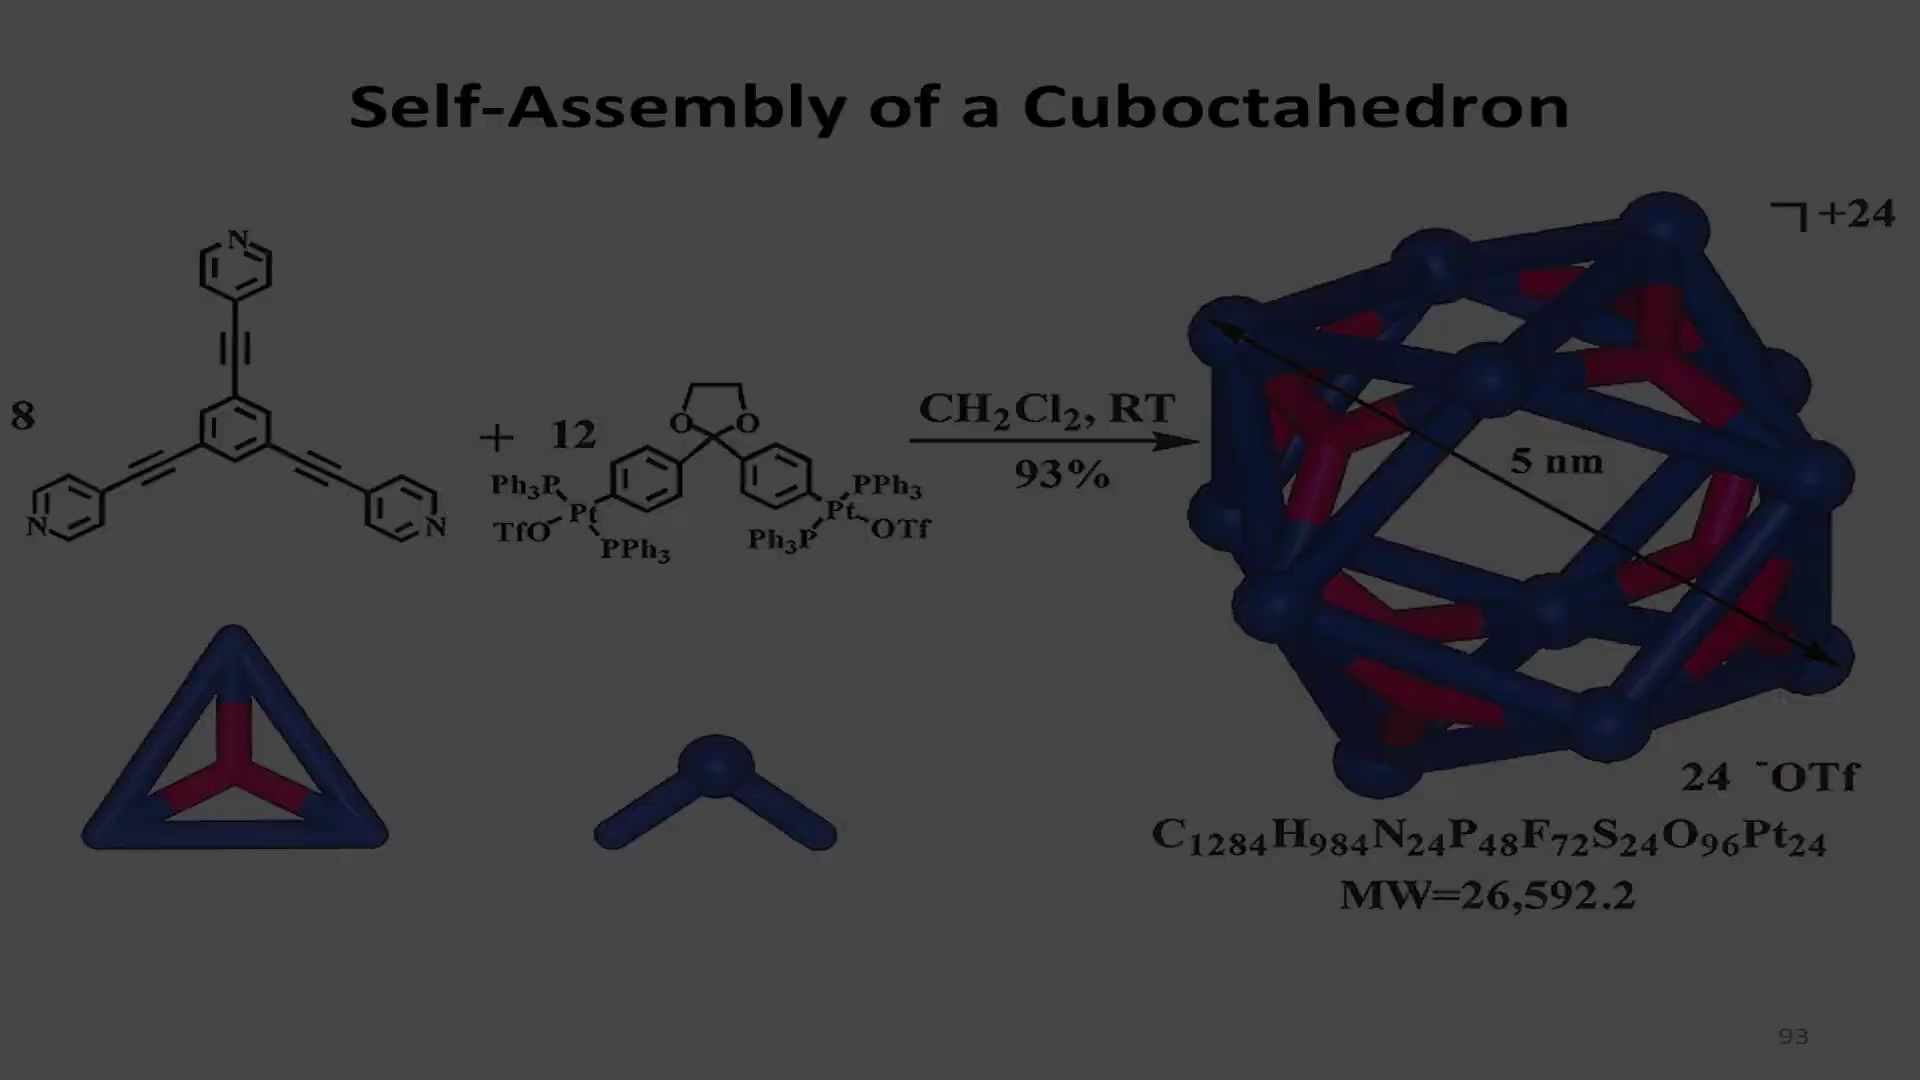 Self-Assembly of a Cuboctahedron
N
N
N
8
+ 12
O O
Ph₃P
Pt
TfO
PPh₃
PPh₃
Pt
OTf
Ph₃P
CH₂Cl₂, RT
93%
+24
5 nm
24 ⁻OTf
C₁₂₈₄H₉₈₄N₂₄P₄₈F₇₂S₂₄O₉₆Pt₂₄
MW=26,592.2
93